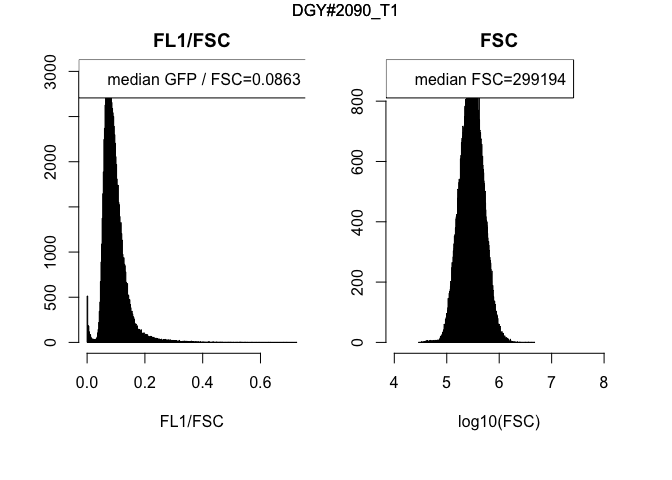 DGY#2090_T1
FL1/FSC
FSC
median GFP / FSC=0.0863
median FSC=299194
3000
2000
1000
500
0
800
600
400
200
0
0.0 0.2 0.4 0.6
4 5 6 7 8
FL1/FSC
log10(FSC)